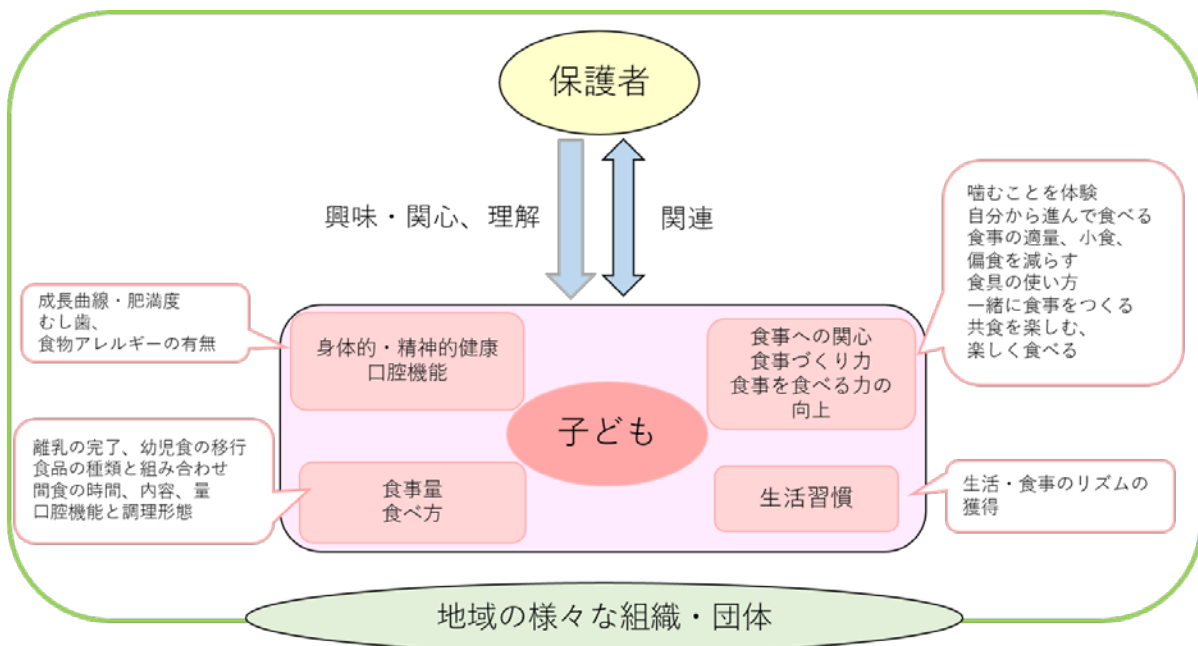 保護者
興味・関心、理解
関連
噛むことを体験
自分から進んで食べる
食事の適量、小食、
偏食を減らす
食具の使い方
一緒に食事をつくる
共食を楽しむ、
楽しく食べる
成長曲線・肥満度
むし歯、
食物アレルギーの有無
身体的・精神的健康
口腔機能
食事への関心
食事づくり力
食事を食べる力の
向上
子ども
離乳の完了、幼児食の移行
食品の種類と組み合わせ
間食の時間、内容、量
口腔機能と調理形態
食事量
食べ方
生活習慣
生活・食事のリズムの
獲得
地域の様々な組織・団体